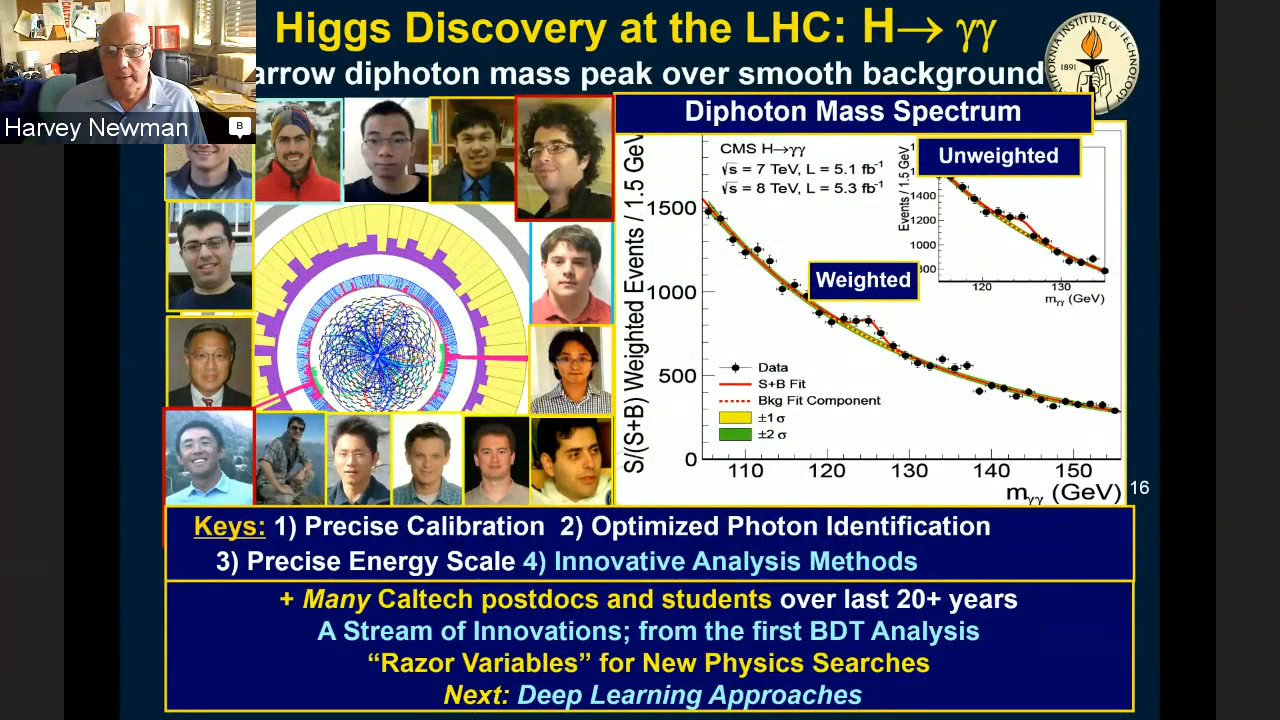 Higgs Discovery at the LHC: H→ γγ
arrow diphoton mass peak over smooth background
Harvey Newman
CALIFORNIA INSTITUTE OF TECHNOLOGY
1891
Diphoton Mass Spectrum
CMS H→γγ
√s = 7 TeV, L = 5.1 fb⁻¹
√s = 8 TeV, L = 5.3 fb⁻¹
Unweighted
Events / 1.5 GeV
1400
1200
1000
800
120 130
mγγ (GeV)
Weighted
S/(S+B) Weighted Events / 1.5 GeV
1500
1000
500
0
Data
S+B Fit
Bkg Fit Component
±1 σ
±2 σ
110 120 130 140 150
mγγ (GeV)
16
Keys: 1) Precise Calibration 2) Optimized Photon Identification
3) Precise Energy Scale 4) Innovative Analysis Methods
+ Many Caltech postdocs and students over last 20+ years
A Stream of Innovations; from the first BDT Analysis
“Razor Variables” for New Physics Searches
Next: Deep Learning Approaches